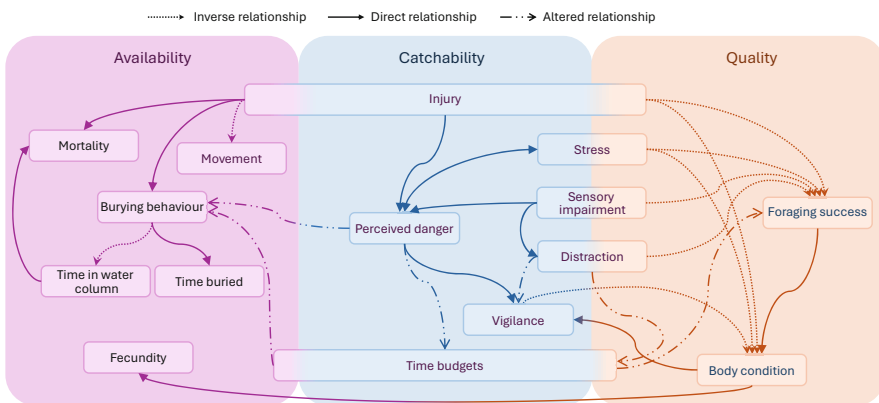 Inverse relationship
Direct relationship
Altered relationship
Availability
Catchability
Quality
Injury
Mortality
Movement
Stress
Burying behaviour
Sensory
impairment
Foraging success
Perceived danger
Distraction
Time in water
column
Time buried
Vigilance
Fecundity
Time budgets
Body condition